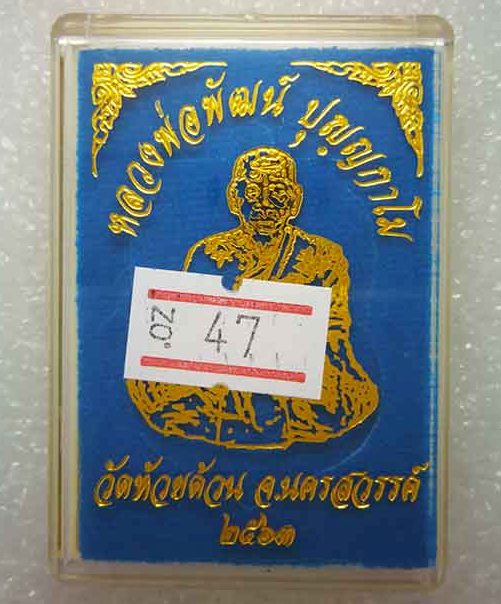 หลวงพ่อพัฒน์ ปุญญกาโม
NO. 47
วัดห้วยด้วน จ.นครสวรรค์
๒๕๖๓